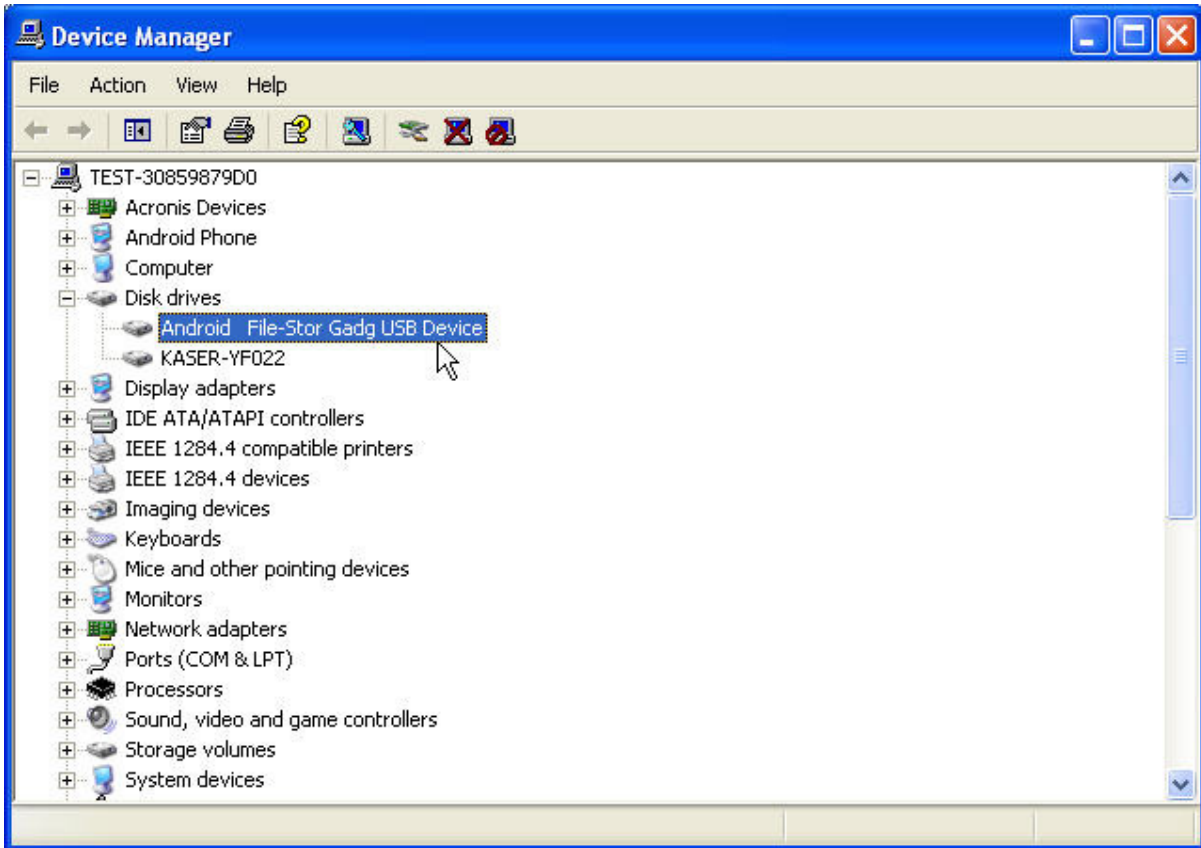 Device Manager
File Action View Help
TEST-30859879D0
Acronis Devices
Android Phone
Computer
Disk drives
Android File-Stor Gadg USB Device
KASER-YF022
Display adapters
IDE ATA/ATAPI controllers
IEEE 1284.4 compatible printers
IEEE 1284.4 devices
Imaging devices
Keyboards
Mice and other pointing devices
Monitors
Network adapters
Ports (COM & LPT)
Processors
Sound, video and game controllers
Storage volumes
System devices